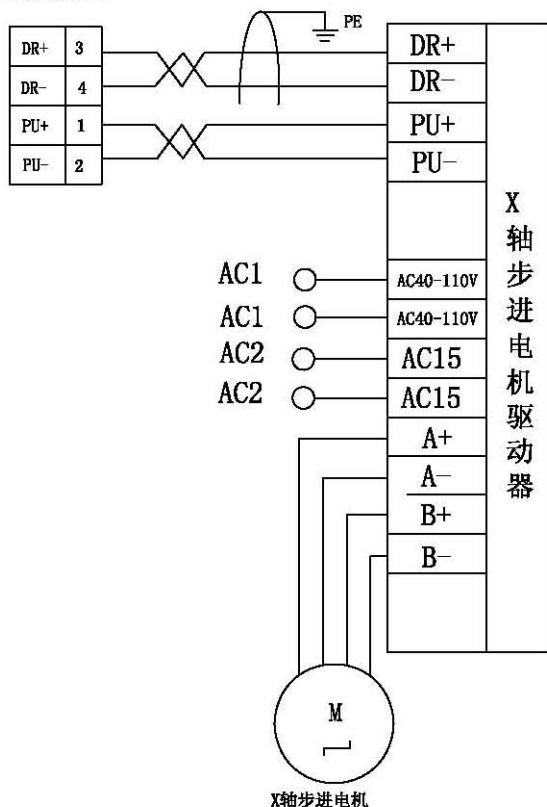 PE
DR+ 3
DR- 4
PU+ 1
PU- 2
DR+
DR-
PU+
PU-
AC1
AC40-110V
AC1
AC40-110V
AC2
AC15
AC2
AC15
A+
A-
B+
B-
X轴步进电机驱动器
M
X轴步进电机